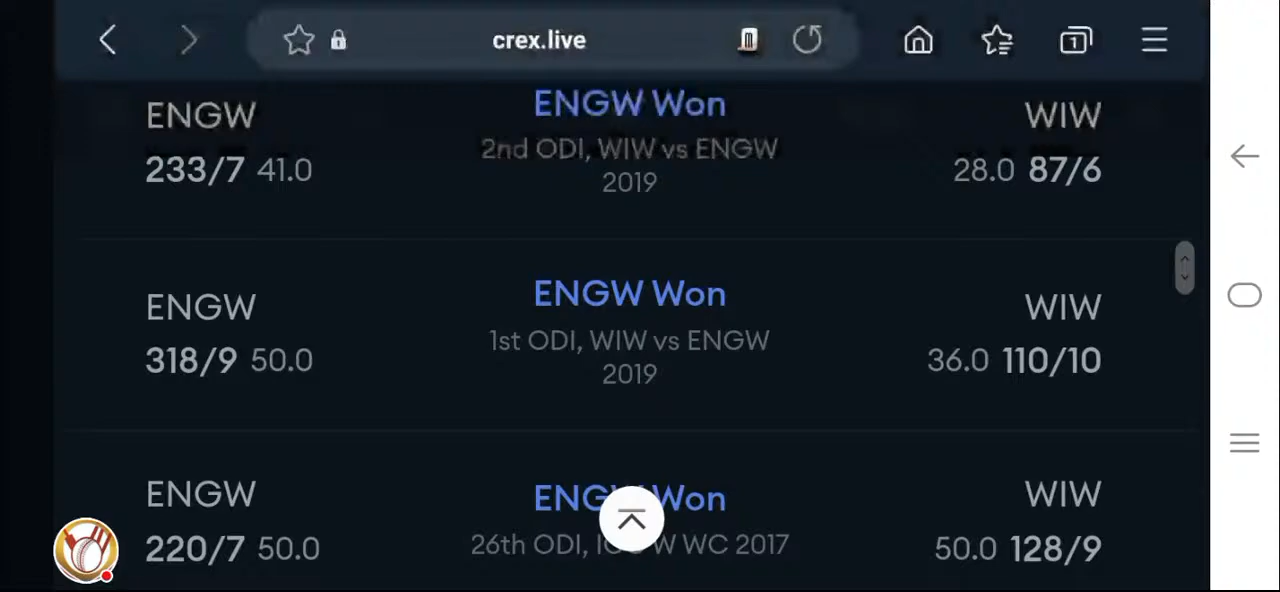 crex.live
1
ENGW ENGW Won WIW
233/7 41.0 2nd ODI, WIW vs ENGW 28.0 87/6
2019
ENGW ENGW Won WIW
318/9 50.0 1st ODI, WIW vs ENGW 36.0 110/10
2019
ENGW Won WIW
220/7 50.0 26th ODI, WC 2017 50.0 128/9